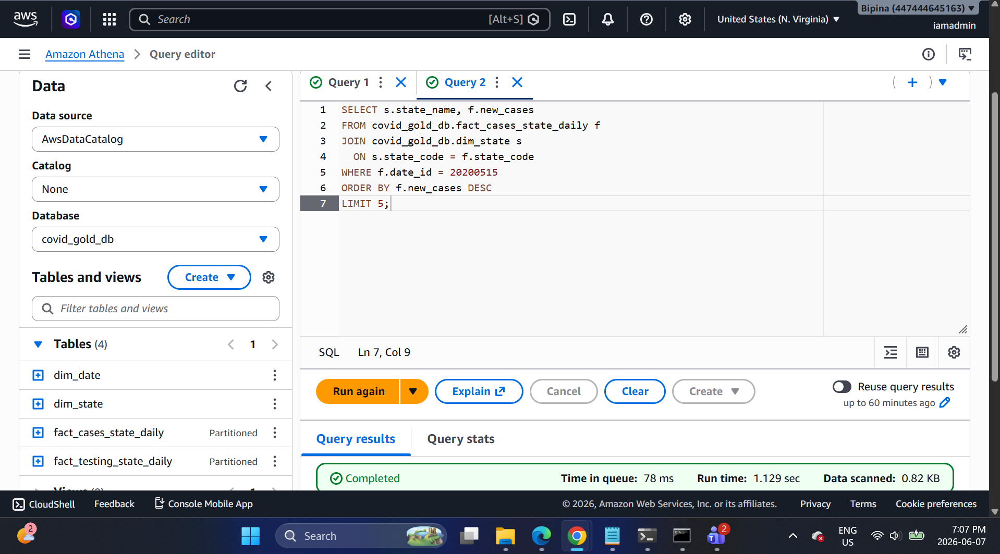 aws
Search
[Alt+S]
United States (N. Virginia)
Bipina (447444645163)
iamadmin
Amazon Athena
Query editor
Data
Data source
AwsDataCatalog
Catalog
None
Database
covid_gold_db
Tables and views
Create
Filter tables and views
Tables (4)
1
dim_date
dim_state
fact_cases_state_daily Partitioned
fact_testing_state_daily Partitioned
Query 1
Query 2
1 SELECT s.state_name, f.new_cases
2 FROM covid_gold_db.fact_cases_state_daily f
3 JOIN covid_gold_db.dim_state s
4 ON s.state_code = f.state_code
5 WHERE f.date_id = 20200515
6 ORDER BY f.new_cases DESC
7 LIMIT 5;
SQL Ln 7, Col 9
Run again
Explain
Cancel
Clear
Create
Reuse query results
up to 60 minutes ago
Query results
Query stats
Completed
Time in queue: 78 ms Run time: 1.129 sec Data scanned: 0.82 KB
CloudShell
Feedback
Console Mobile App
© 2026, Amazon Web Services, Inc. or its affiliates.
Privacy
Terms
Cookie preferences
2
Search
2
ENG
US
7:07 PM
2026-06-07